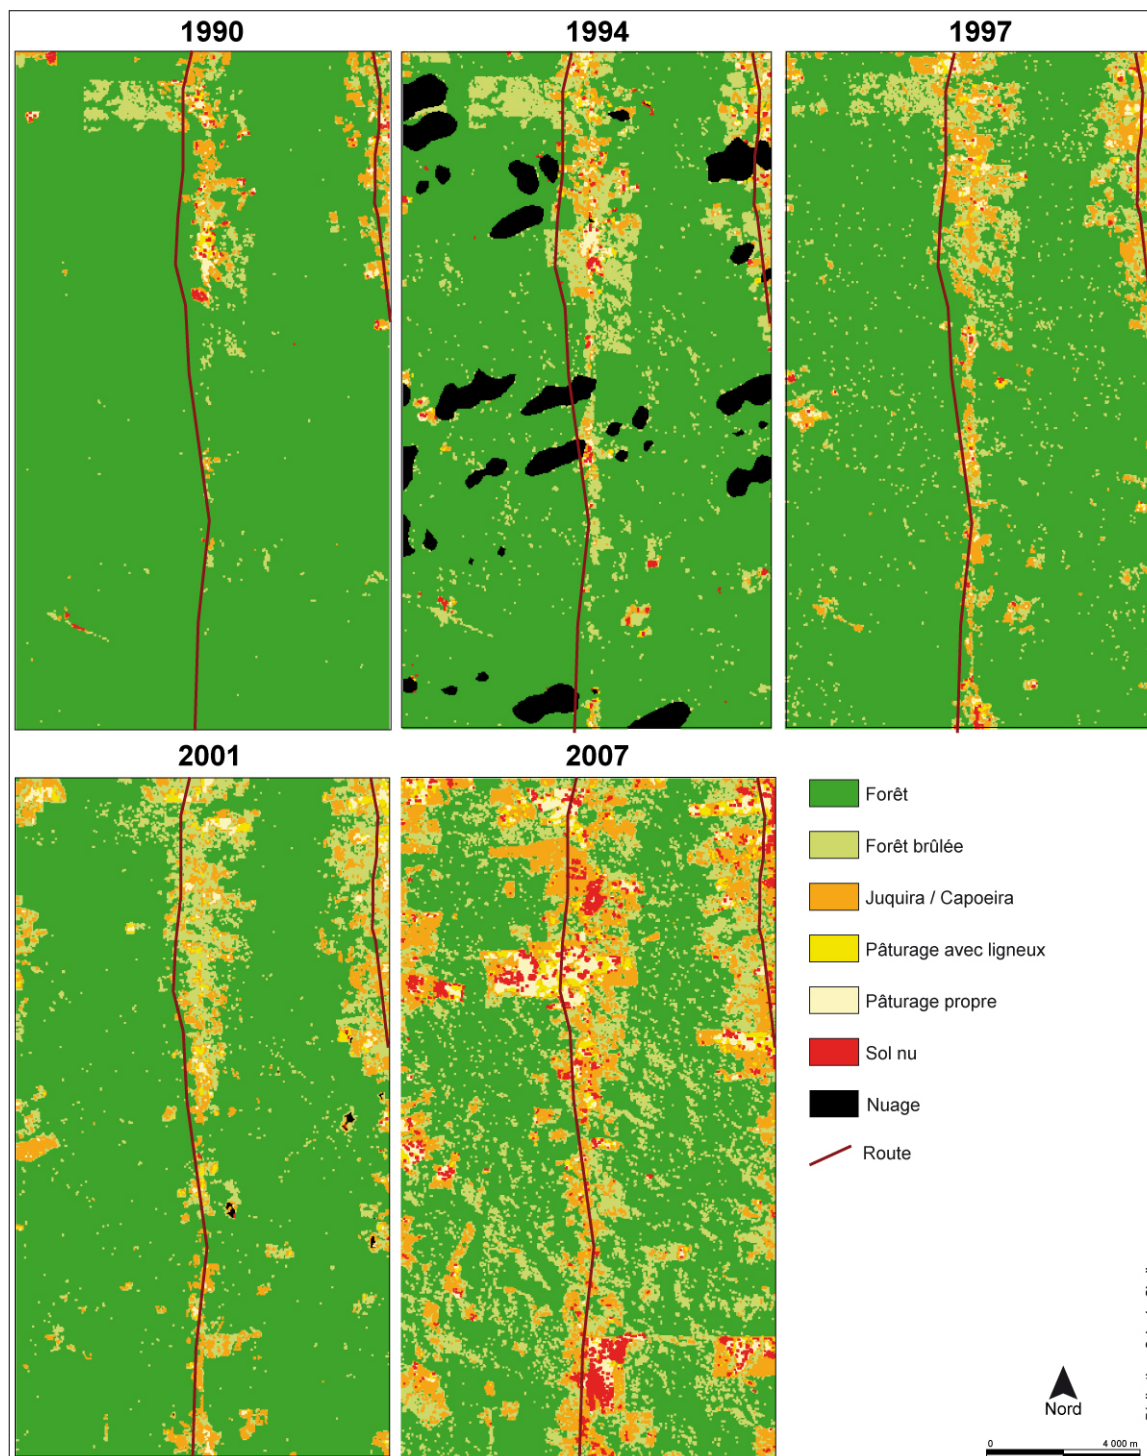 1990
1994
1997
2001
2007
Forêt
Forêt brûlée
Juquira / Capoeira
Pâturage avec ligneux
Pâturage propre
Sol nu
Nuage
Route
Nord
0 4 000 m